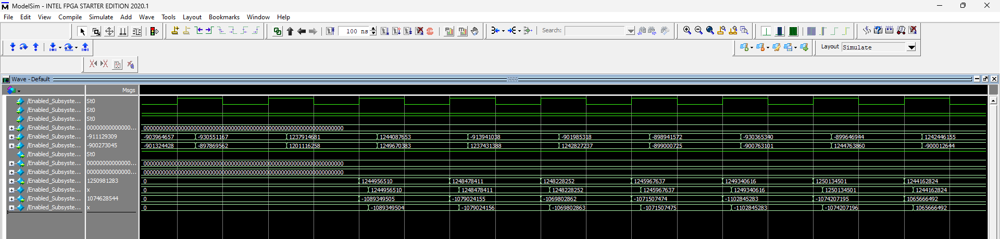 ModelSim - INTEL FPGA STARTER EDITION 2020.1
File Edit View Compile Simulate Add Wave Tools Layout Bookmarks Window Help
100 ns Search:
Layout Simulate
Wave - Default
Msgs
/Enabled_Subsyste... St0
/Enabled_Subsyste... St0
/Enabled_Subsyste... St0
/Enabled_Subsyste... 00000000000000... 0000000000000000000000000000000000000000000000000000000000000000
/Enabled_Subsyste... -911129309 -903964657 -930551167 1237914681 1244087653 -913941038 -901985318 -898941572 -930365340 -899646944 1242446155
/Enabled_Subsyste... -900273045 -901324428 -897869562 1201116258 1249670383 1237431388 1242827237 -899000725 -900763101 1244763860 -900012644
/Enabled_Subsyste... St0
/Enabled_Subsyste... 00000000000000... 0000000000000000000000000000000000000000000000000000000000000000
/Enabled_Subsyste... 00000000000000... 0000000000000000000000000000000000000000000000000000000000000000
/Enabled_Subsyste... 1250981283 0 1244956510 1248478411 1248228252 1245967637 1249340616 1250134501 1244162824
/Enabled_Subsyste... x 0 1244956510 1248478411 1248228252 1245967637 1249340616 1250134501 1244162824
/Enabled_Subsyste... 1074628544 0 -1089349505 -1079024155 -1069802862 -1071507474 -1102845283 -1074207195 1065666492
/Enabled_Subsyste... x 0 -1089349504 -1079024156 -1069802863 -1071507475 -1102845283 -1074207196 1065666492